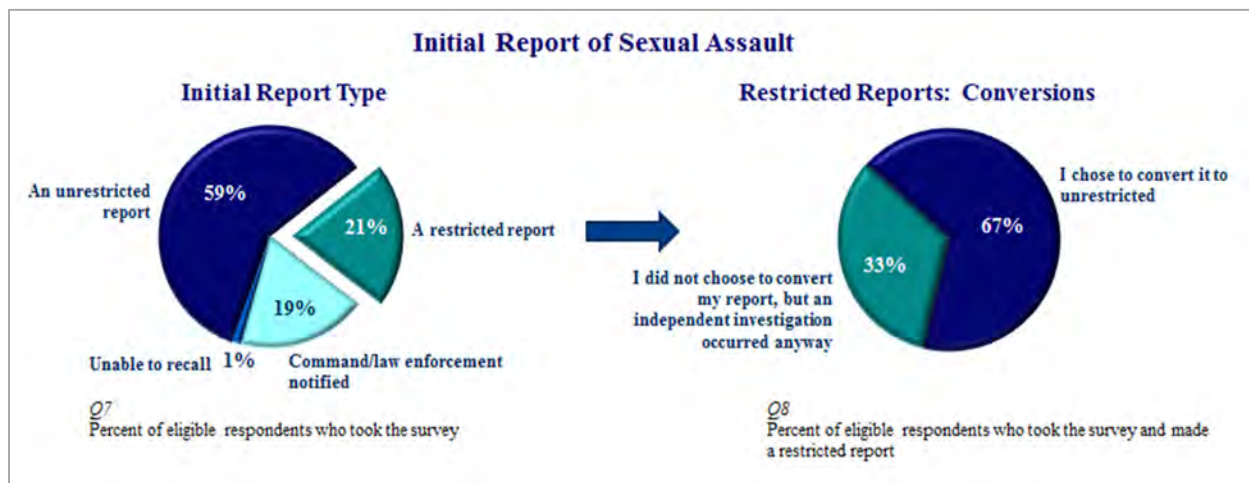 Initial Report of Sexual Assault
Initial Report Type
An unrestricted
report
59%
21%
A restricted report
19%
Unable to recall
1%
Command/law enforcement
notified
Q7
Percent of eligible respondents who took the survey
Restricted Reports: Conversions
I chose to convert it to
unrestricted
67%
33%
I did not choose to convert
my report, but an
independent investigation
occurred anyway
Q8
Percent of eligible respondents who took the survey and made
a restricted report